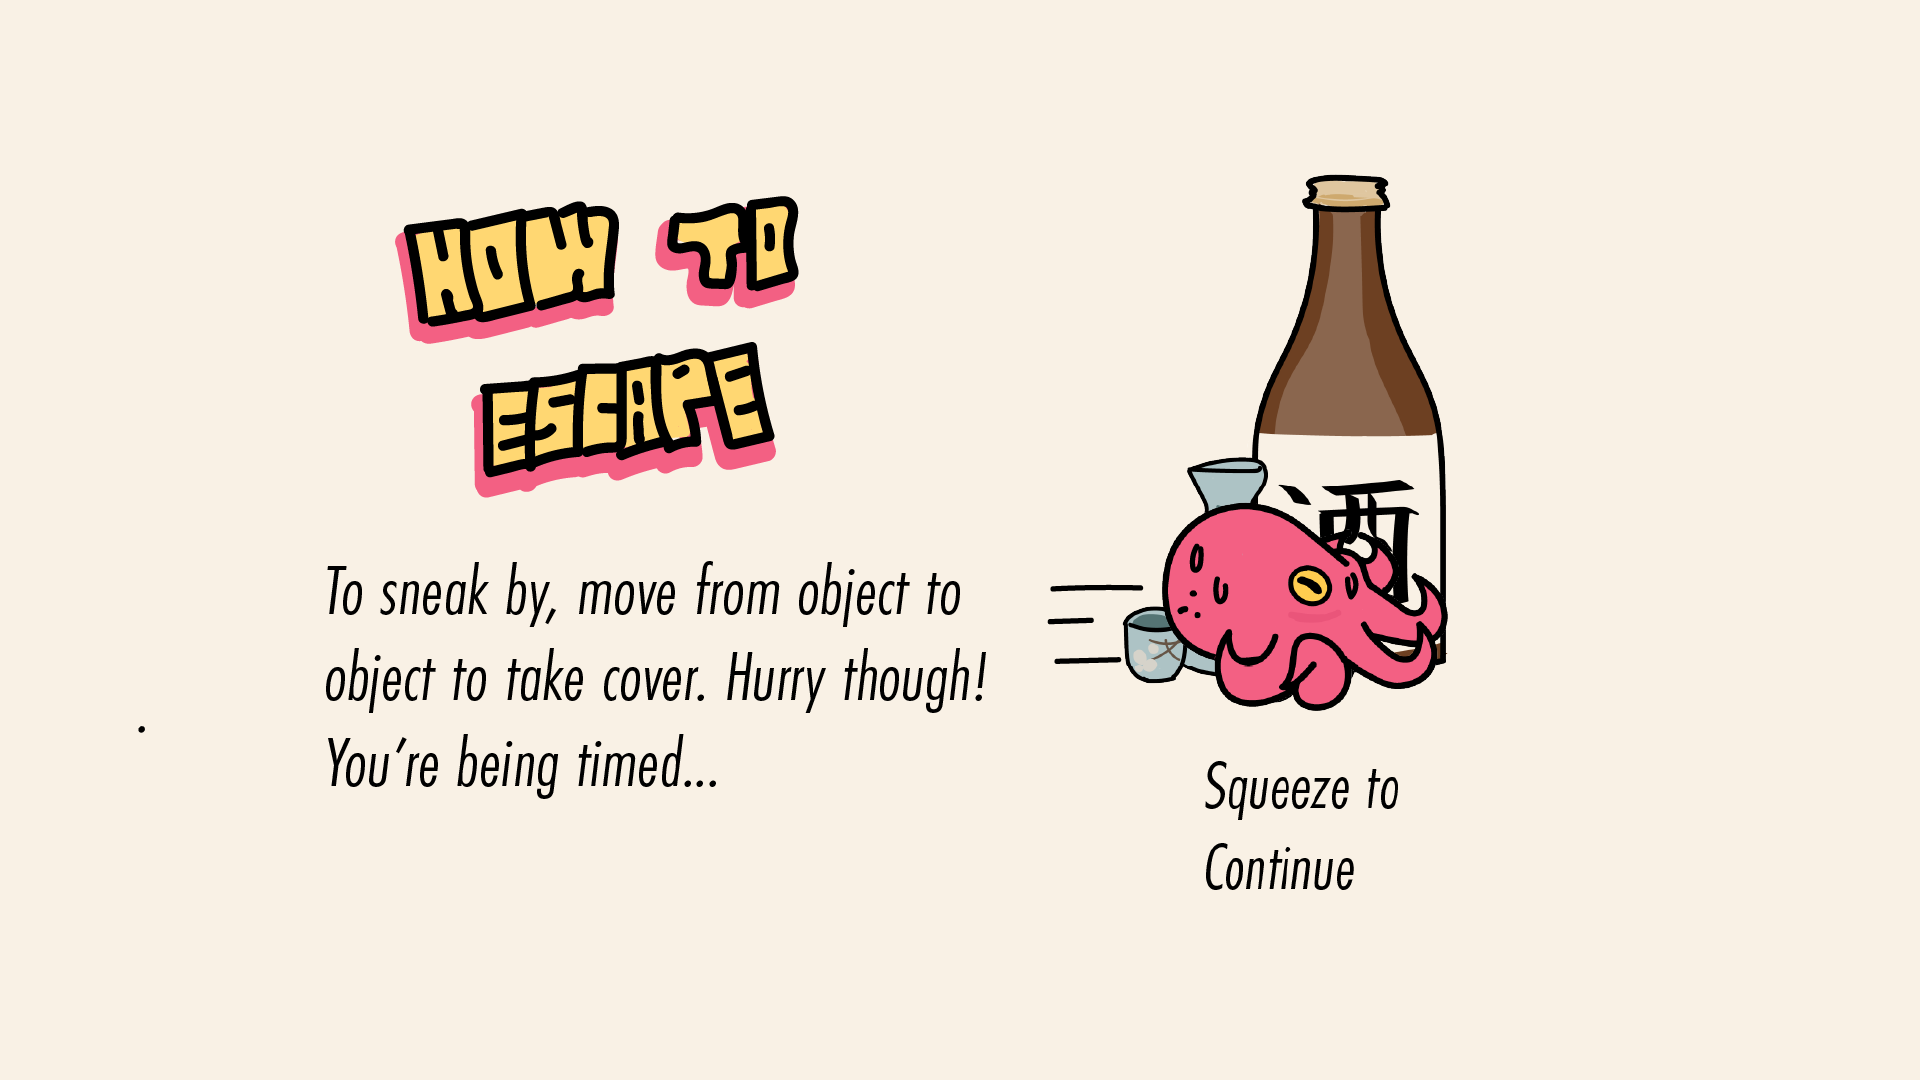 HOW TO
ESCAPE
To sneak by, move from object to
object to take cover. Hurry though!
You're being timed...
酒
Squeeze to
Continue